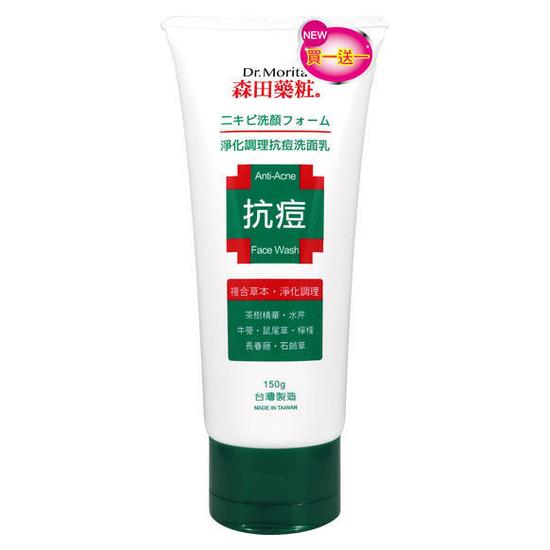 NEW
買一送一
Dr.Morita
森田藥粧®
ニキビ洗顔フォーム
淨化調理抗痘洗面乳
Anti-Acne
抗痘
Face Wash
複合草本・淨化調理
茶樹精華・水芹
牛蒡・鼠尾草・檸檬
長春藤・石鹼草
150g
台灣製造
MADE IN TAIWAN